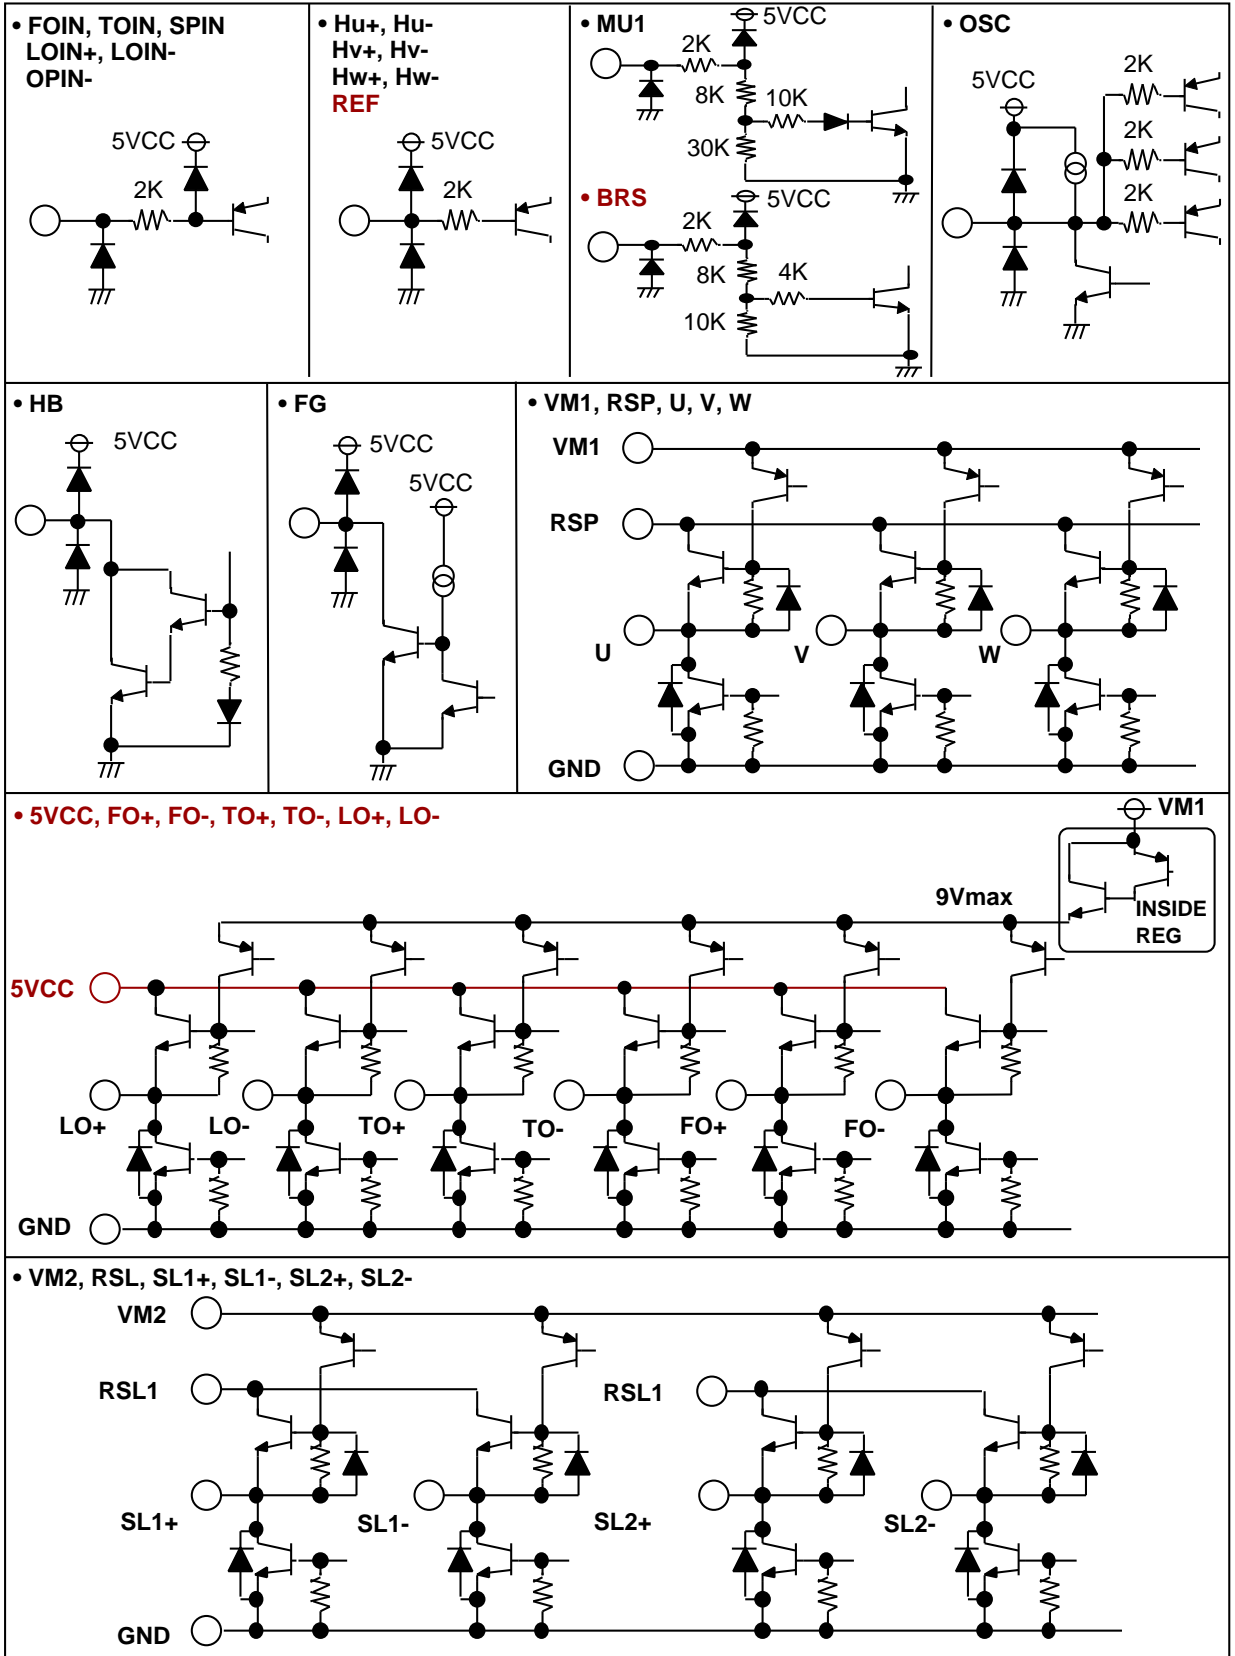 • FOIN, TOIN, SPIN
LOIN+, LOIN-
OPIN-
5VCC
2K
• Hu+, Hu-
Hv+, Hv-
Hw+, Hw-
REF
5VCC
2K
• MU1
5VCC
2K
8K
10K
30K
• BRS
5VCC
2K
8K
4K
10K
• OSC
5VCC
2K
2K
2K
• HB
5VCC
• FG
5VCC
5VCC
• VM1, RSP, U, V, W
VM1
RSP
U
V
W
GND
• 5VCC, FO+, FO-, TO+, TO-, LO+, LO-
VM1
9Vmax
INSIDE
REG
5VCC
LO+
LO-
TO+
TO-
FO+
FO-
GND
• VM2, RSL, SL1+, SL1-, SL2+, SL2-
VM2
RSL1
RSL1
SL1+
SL1-
SL2+
SL2-
GND